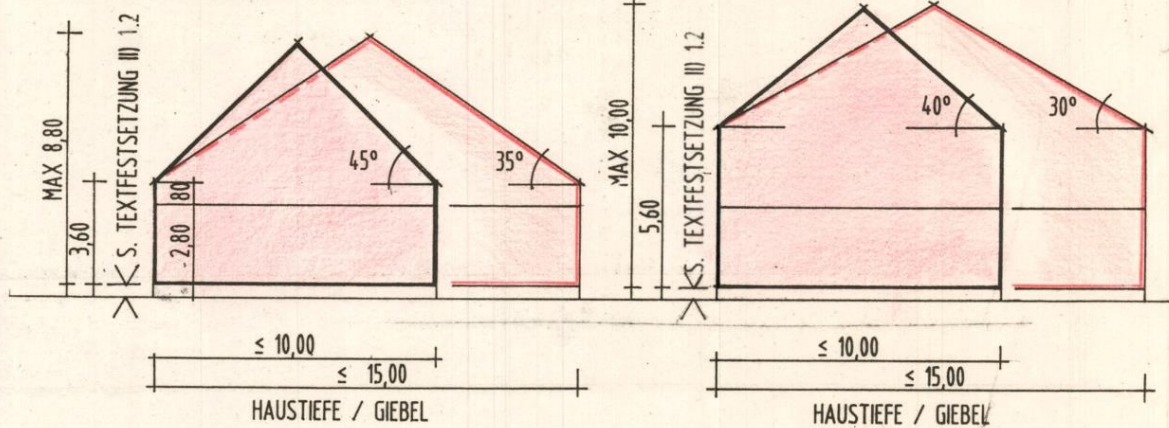 MAX 8,80
3,60
S. TEXTFESTSETZUNG II) 1.2
80
2,80
45°
35°
≤ 10,00
≤ 15,00
HAUSTIEFE / GIEBEL
MAX 10,00
5,60
S. TEXTFESTSETZUNG II) 1.2
40°
30°
≤ 10,00
≤ 15,00
HAUSTIEFE / GIEBEL